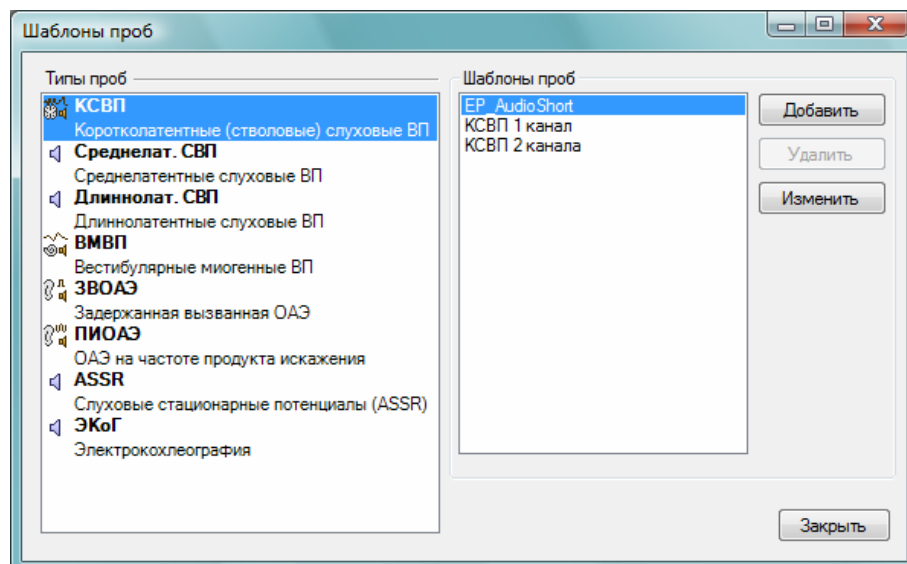 Шаблоны проб
Типы проб
КСВП
Коротколатентные (стволовые) слуховые ВП
Среднелат. СВП
Среднелатентные слуховые ВП
Длиннолат. СВП
Длиннолатентные слуховые ВП
ВМВП
Вестибулярные миогенные ВП
ЗВОАЭ
Задержанная вызванная ОАЭ
ПИОАЭ
ОАЭ на частоте продукта искажения
ASSR
Слуховые стационарные потенциалы (ASSR)
ЭКоГ
Электрокохлеография
Шаблоны проб
EP_AudioShort
КСВП 1 канал
КСВП 2 канала
Добавить
Удалить
Изменить
Закрыть